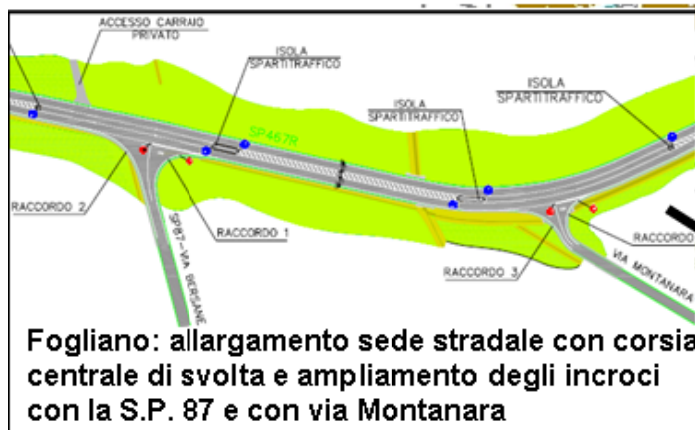 ACCESSO CARRAIO
PRIVATO
ISOLA
SPARTITRAFFICO
ISOLA
SPARTITRAFFICO
ISOLA
SPARTITRAFFICO
SP467R
RACCORDO 2
RACCORDO 1
SP87-VIA BERSANE
RACCORDO 3
RACCORDO
VIA MONTANARA
Fogliano: allargamento sede stradale con corsia
centrale di svolta e ampliamento degli incroci
con la S.P. 87 e con via Montanara